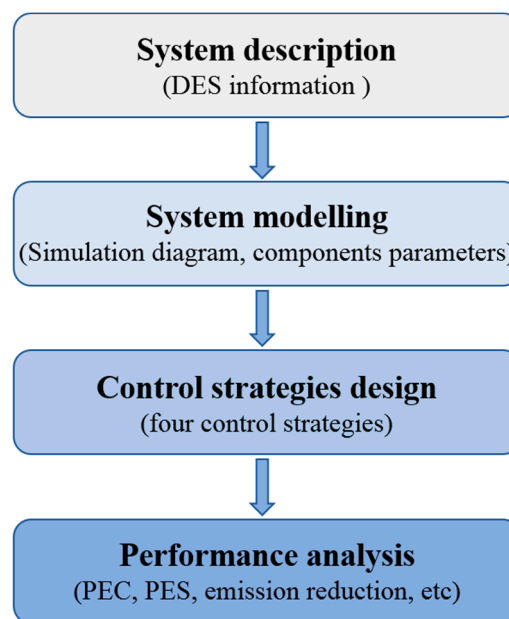 System description
(DES information )
System modelling
(Simulation diagram, components parameters)
Control strategies design
(four control strategies)
Performance analysis
(PEC, PES, emission reduction, etc)